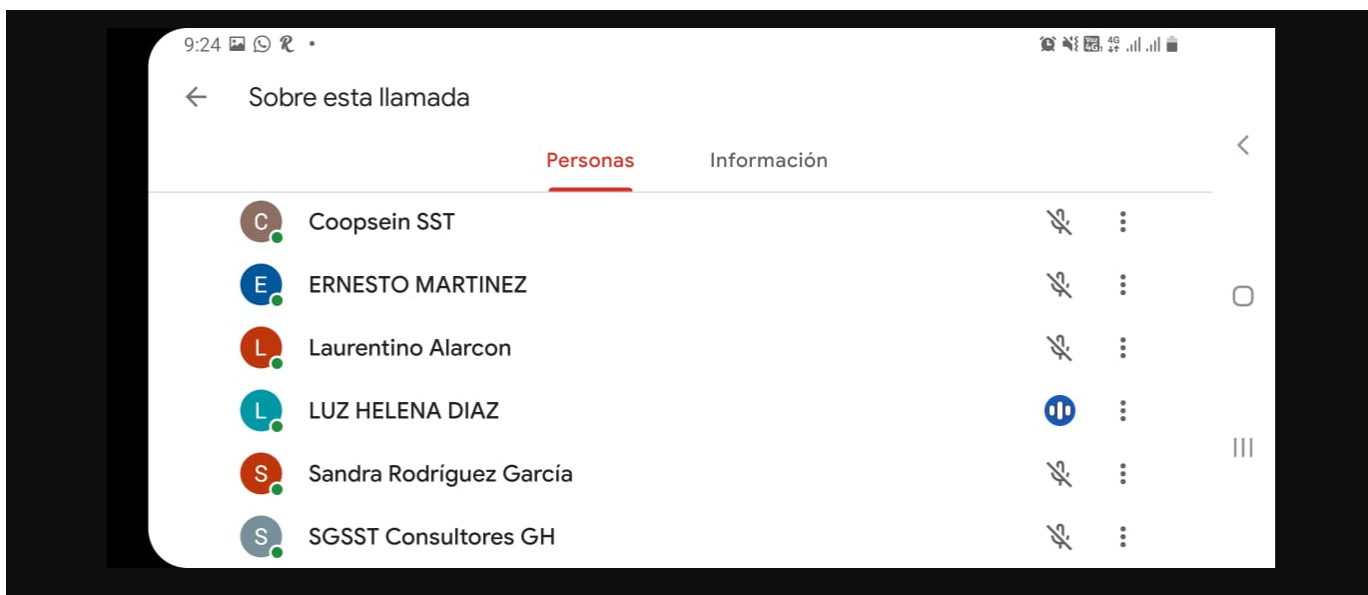 9:24
Sobre esta llamada
Personas Información
C Coopsein SST
E ERNESTO MARTINEZ
L Laurentino Alarcon
L LUZ HELENA DIAZ
S Sandra Rodríguez García
S SGSST Consultores GH